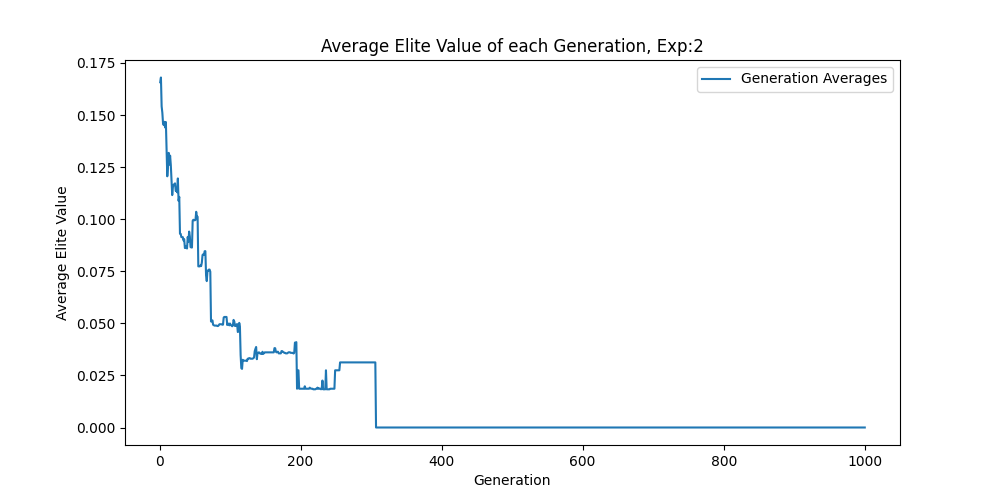 Average Elite Value of each Generation, Exp:2
Generation Averages
Average Elite Value
0.175
0.150
0.125
0.100
0.075
0.050
0.025
0.000
0 200 400 600 800 1000
Generation